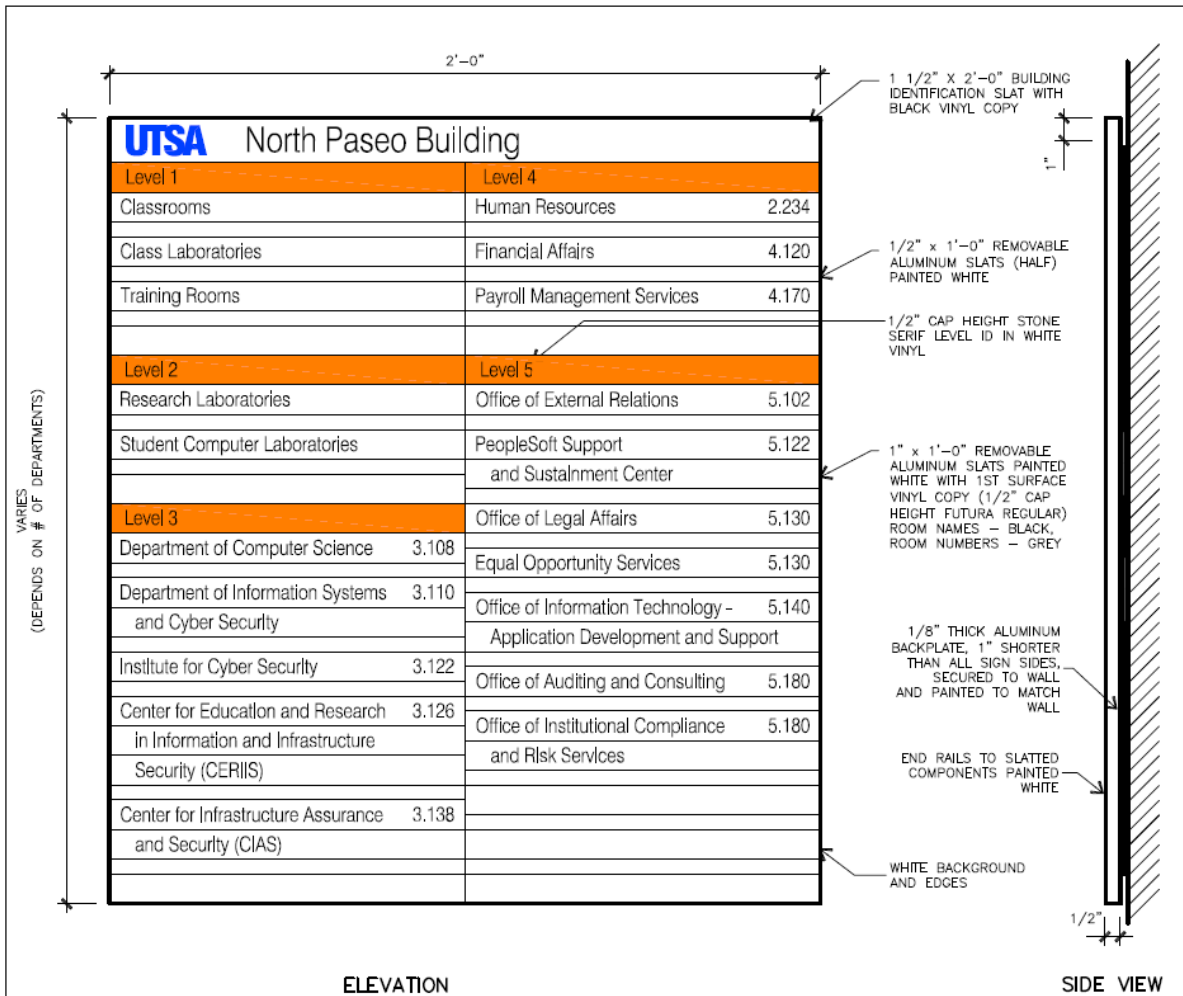 2'-0"
UTSA North Paseo Building
Level 1
Classrooms
Class Laboratories
Training Rooms
Level 2
Research Laboratories
Student Computer Laboratories
Level 3
Department of Computer Science 3.108
Department of Information Systems 3.110
and Cyber Security
Institute for Cyber Security 3.122
Center for Education and Research 3.126
in Information and Infrastructure
Security (CERIIS)
Center for Infrastructure Assurance 3.138
and Security (CIAS)
Level 4
Human Resources 2.234
Financial Affairs 4.120
Payroll Management Services 4.170
Level 5
Office of External Relations 5.102
PeopleSoft Support 5.122
and Sustainment Center
Office of Legal Affairs 5.130
Equal Opportunity Services 5.130
Office of Information Technology - 5.140
Application Development and Support
Office of Auditing and Consulting 5.180
Office of Institutional Compliance 5.180
and Risk Services
VARIES
(DEPENDS ON # OF DEPARTMENTS)
1 1/2" X 2'-0" BUILDING
IDENTIFICATION SLAT WITH
BLACK VINYL COPY
1/2" x 1'-0" REMOVABLE
ALUMINUM SLATS (HALF)
PAINTED WHITE
1/2" CAP HEIGHT STONE
SERIF LEVEL ID IN WHITE
VINYL
1" x 1'-0" REMOVABLE
ALUMINUM SLATS PAINTED
WHITE WITH 1ST SURFACE
VINYL COPY (1/2" CAP
HEIGHT FUTURA REGULAR)
ROOM NAMES – BLACK,
ROOM NUMBERS – GREY
1/8" THICK ALUMINUM
BACKPLATE, 1" SHORTER
THAN ALL SIGN SIDES,
SECURED TO WALL
AND PAINTED TO MATCH
WALL
END RAILS TO SLATTED
COMPONENTS PAINTED
WHITE
WHITE BACKGROUND
AND EDGES
1"
1/2"
ELEVATION
SIDE VIEW